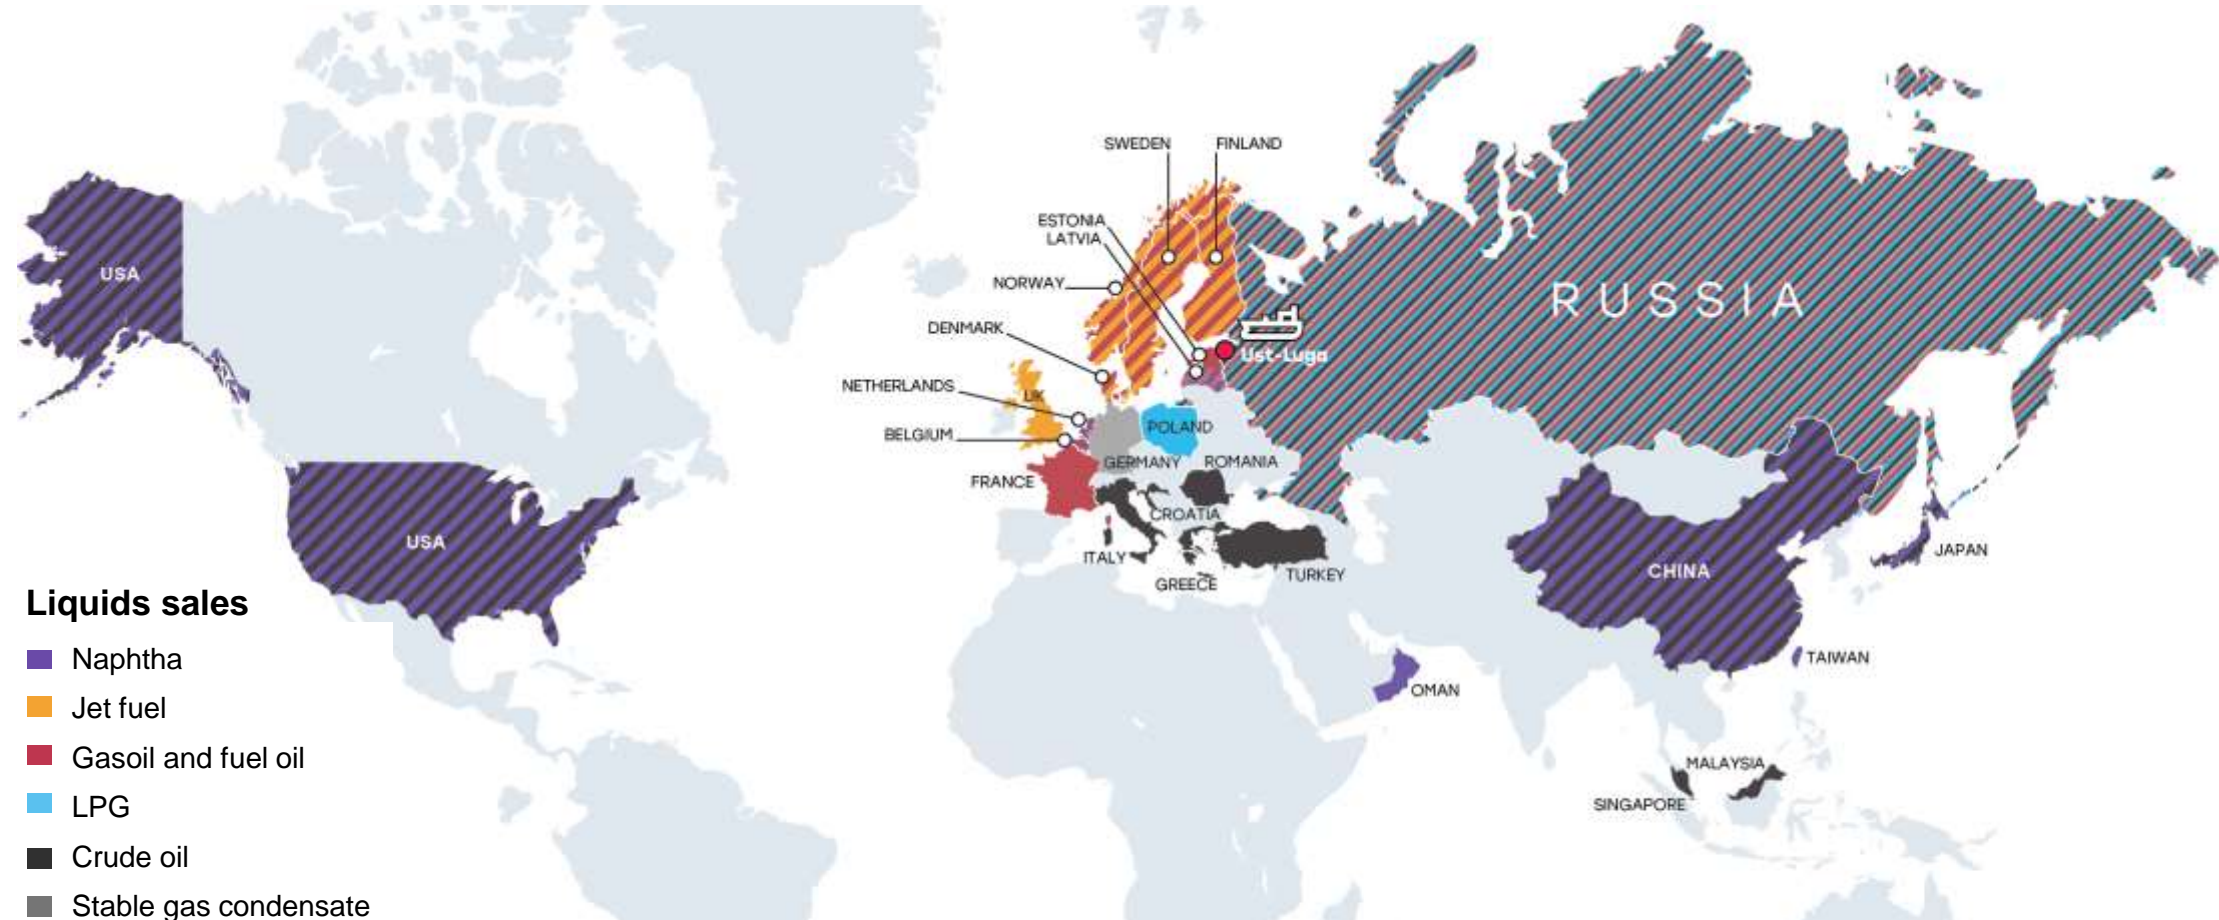 SWEDEN
FINLAND
ESTONIA
LATVIA
USA
NORWAY
RUSSIA
DENMARK
Ust-Luga
NETHERLANDS
UK
POLAND
BELGIUM
GERMANY
ROMANIA
FRANCE
CROATIA
USA
ITALY
JAPAN
GREECE
TURKEY
CHINA
TAIWAN
OMAN
MALAYSIA
SINGAPORE
Liquids sales
Naphtha
Jet fuel
Gasoil and fuel oil
LPG
Crude oil
Stable gas condensate